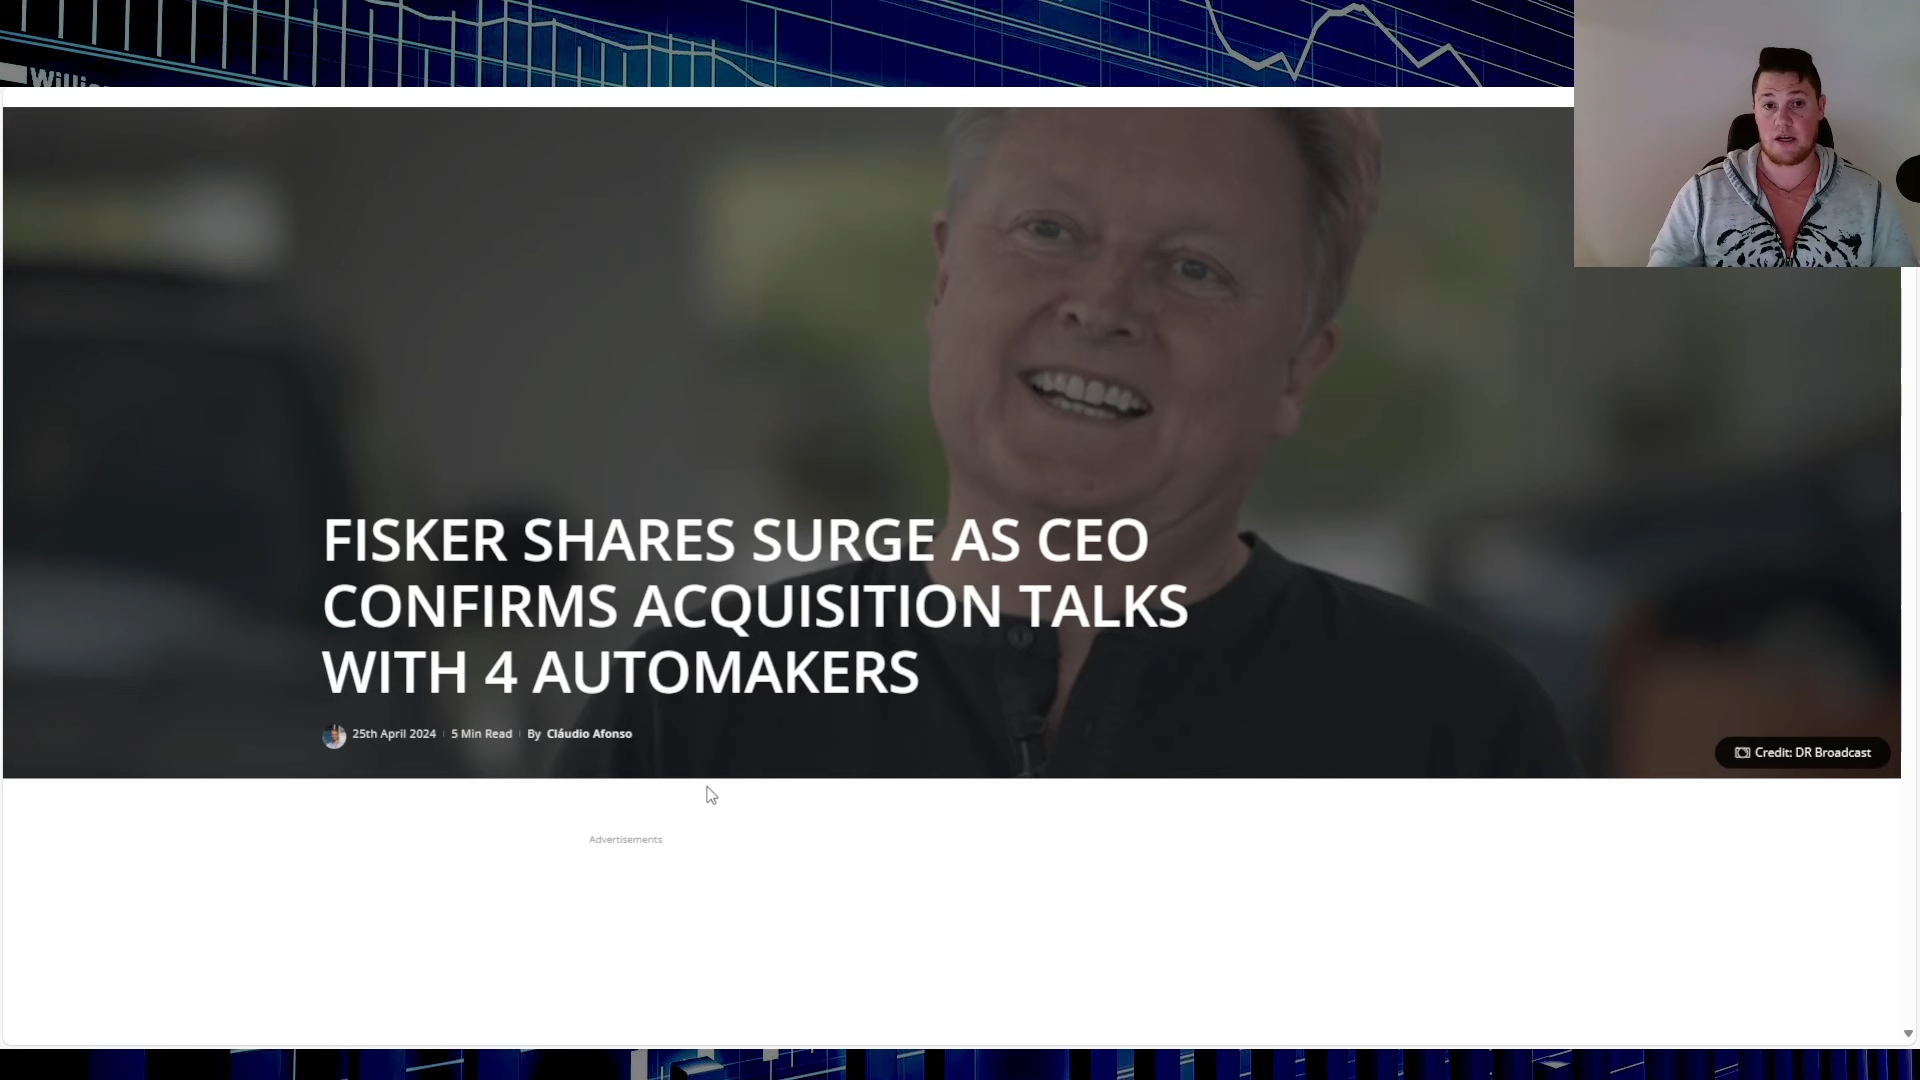 FISKER SHARES SURGE AS CEO
CONFIRMS ACQUISITION TALKS
WITH 4 AUTOMAKERS
25th April 2024 5 Min Read By Cláudio Afonso
Credit: DR Broadcast
Advertisements